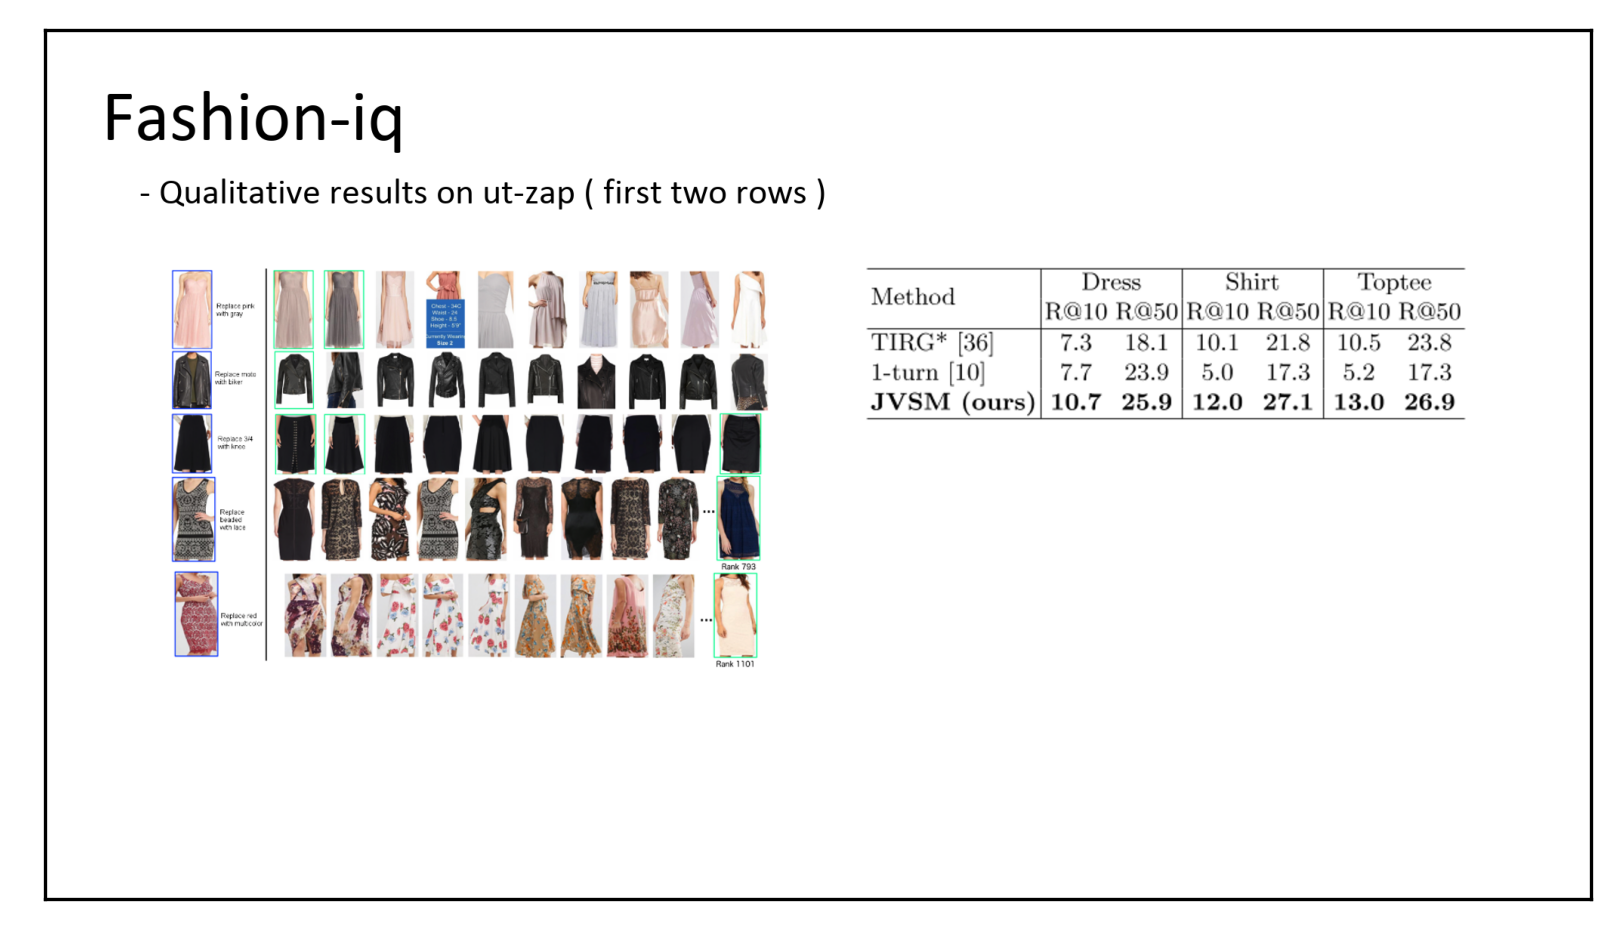 Fashion-iq
- Qualitative results on ut-zap ( first two rows )
Replace pink
with gray
Chest - 34C
Waist - 24
Shoe - 8.5
Height - 5'9"
Currently Wearing
Size 2
Replace moto
with biker
Replace 3/4
with knee
Replace
beaded
with lace
...
Rank 793
Replace red
with multicolor
...
Rank 1101
Method Dress Shirt Toptee
R@10 R@50 R@10 R@50 R@10 R@50
TIRG* [36] 7.3 18.1 10.1 21.8 10.5 23.8
1-turn [10] 7.7 23.9 5.0 17.3 5.2 17.3
JVSM (ours) 10.7 25.9 12.0 27.1 13.0 26.9